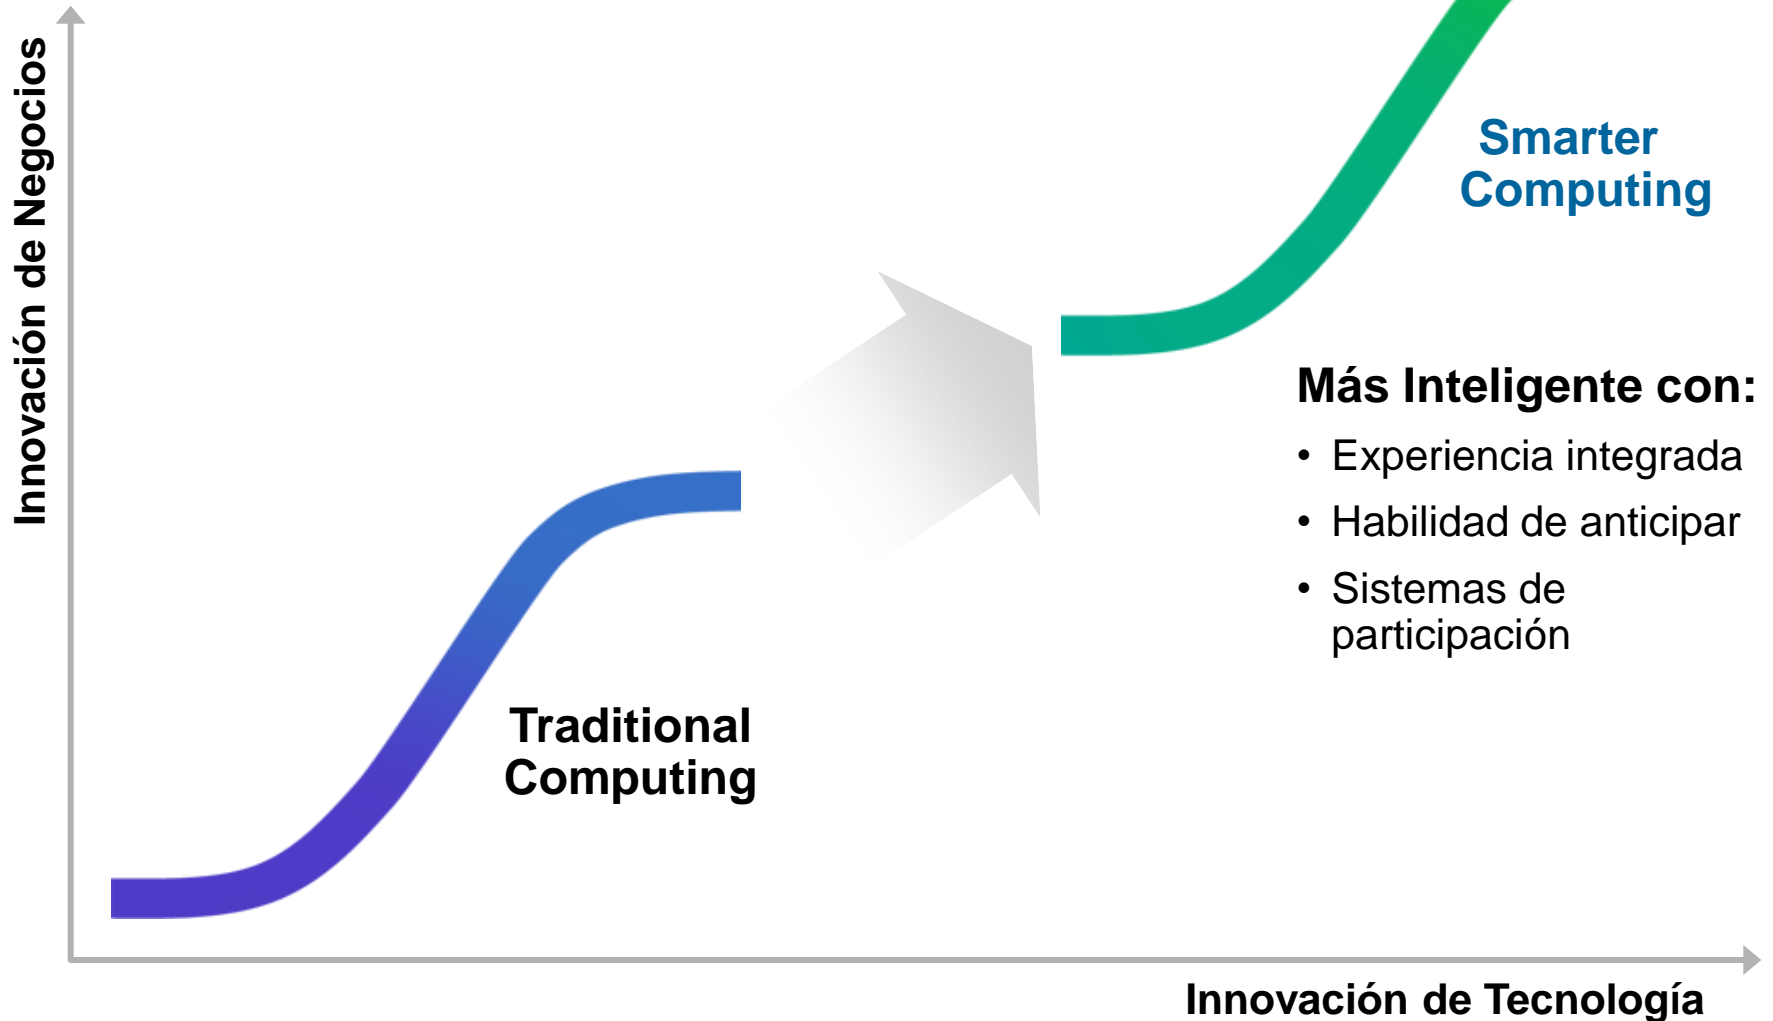 Innovación de Negocios
Smarter
Computing
Más Inteligente con:
• Experiencia integrada
• Habilidad de anticipar
• Sistemas de
participación
Traditional
Computing
Innovación de Tecnología